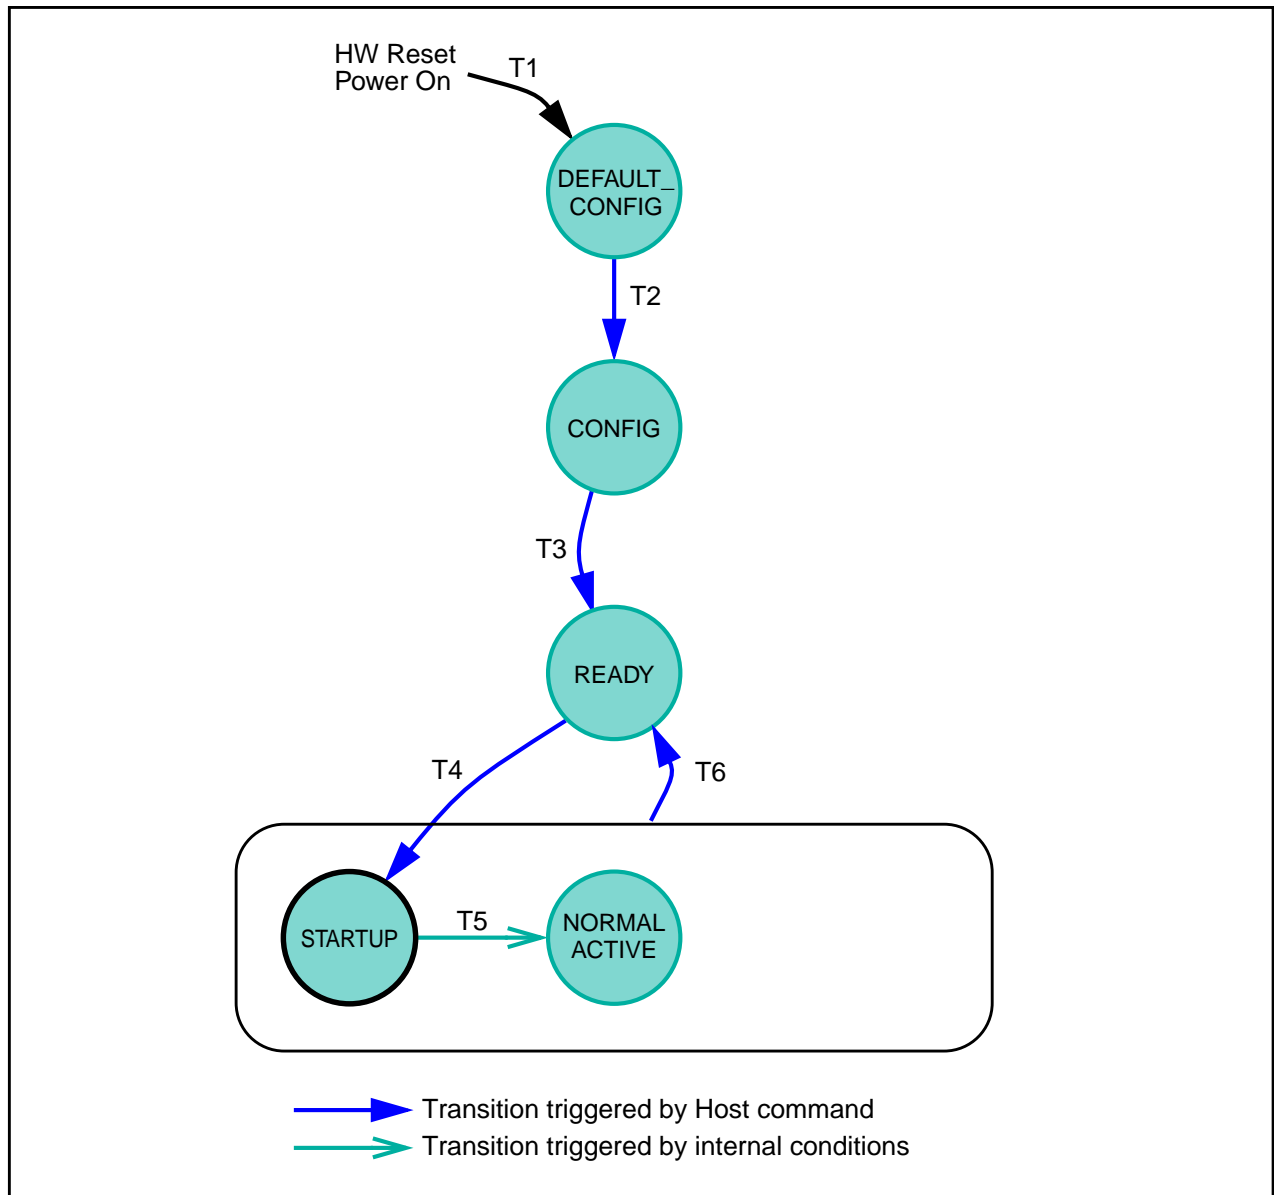 HW Reset
Power On
T1
DEFAULT_
CONFIG
T2
CONFIG
T3
READY
T4
T6
STARTUP
T5
NORMAL
ACTIVE
Transition triggered by Host command
Transition triggered by internal conditions